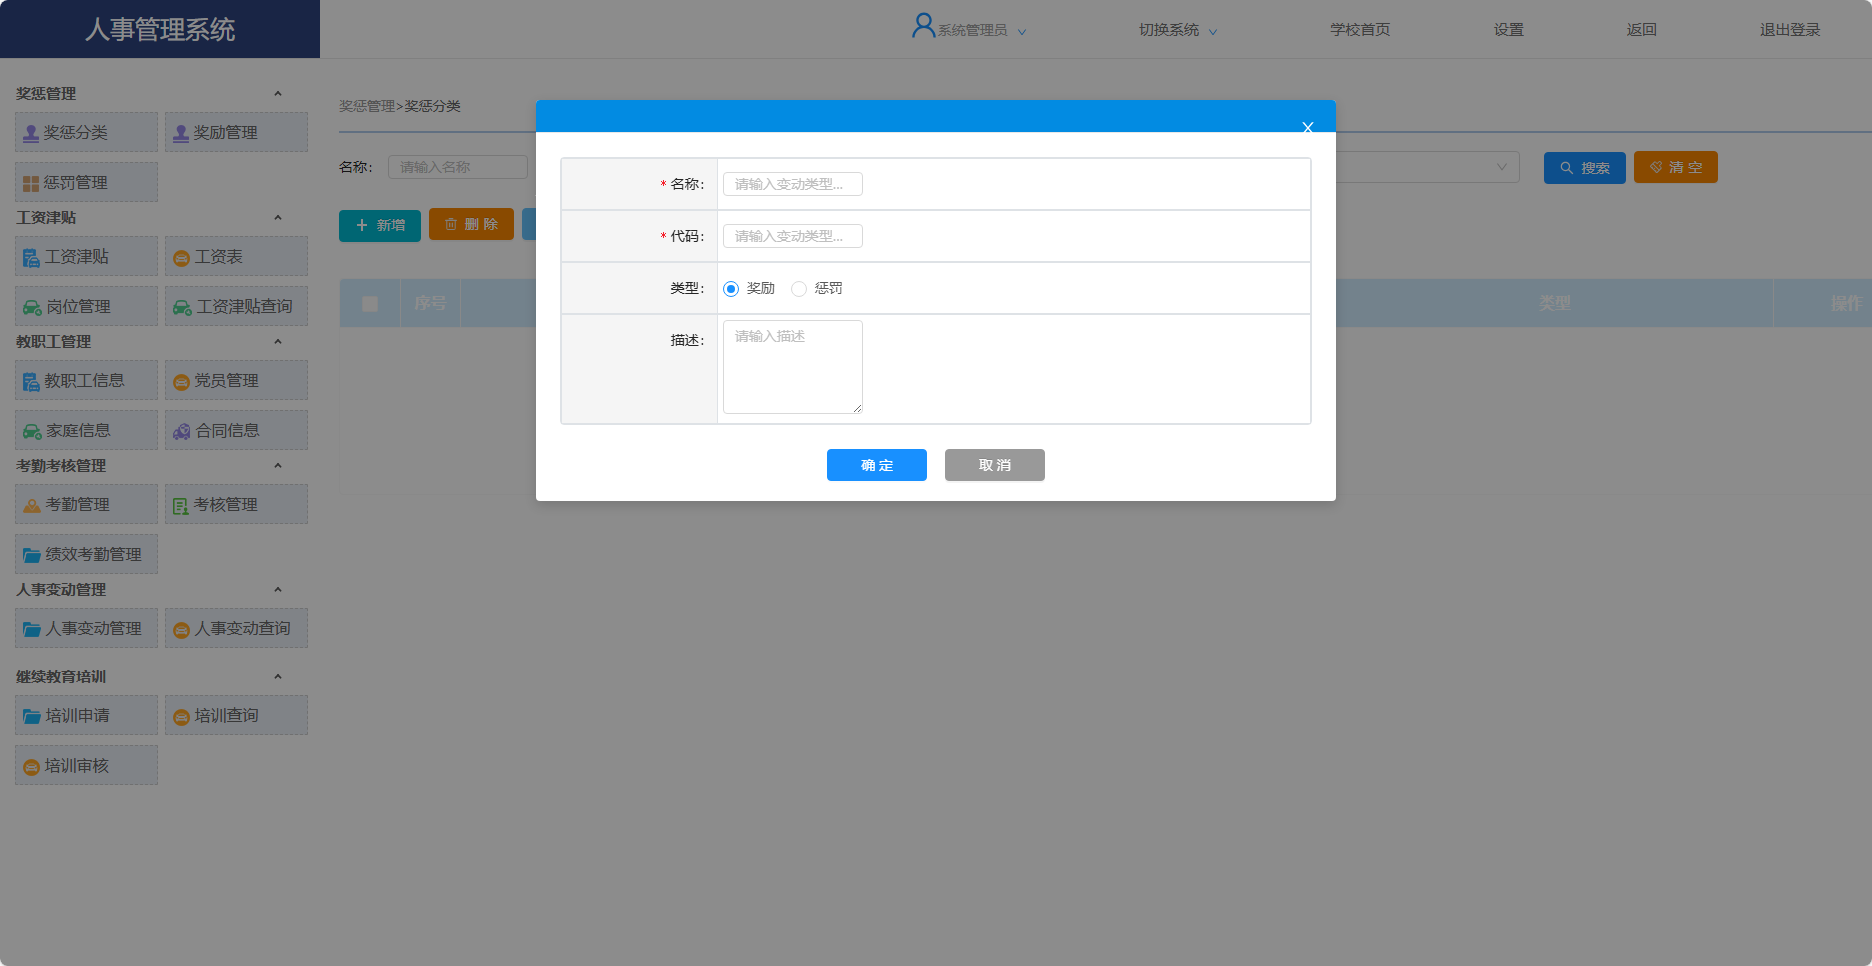 人事管理系统
系统管理员
切换系统
学校首页
设置
返回
退出登录
奖惩管理
奖惩分类
奖励管理
惩罚管理
工资津贴
工资津贴
工资表
岗位管理
工资津贴查询
教职工管理
教职工信息
党员管理
家庭信息
合同信息
考勤考核管理
考勤管理
考核管理
绩效考勤管理
人事变动管理
人事变动管理
人事变动查询
继续教育培训
培训申请
培训查询
培训审核
奖惩管理>奖惩分类
名称：
请输入名称
搜索
清 空
新增
删 除
序号
类型
操作
X
* 名称：
请输入变动类型...
* 代码：
请输入变动类型...
类型：
奖励
惩罚
描述：
请输入描述
确 定
取 消